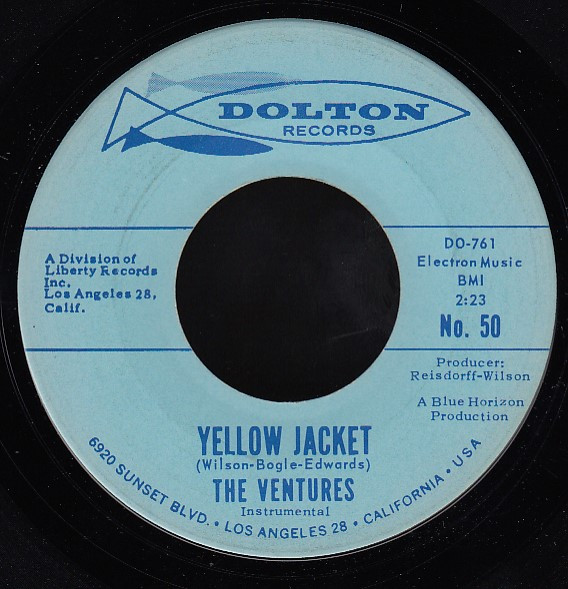 DOLTON
RECORDS
A Division of
Liberty Records
Inc.
Los Angeles 28,
Calif.
DO-761
Electron Music
BMI
2:23
No. 50
Producer:
Reisdorff-Wilson
A Blue Horizon
Production
YELLOW JACKET
(Wilson-Bogle-Edwards)
THE VENTURES
Instrumental
6920 SUNSET BLVD. • LOS ANGELES 28 • CALIFORNIA • USA